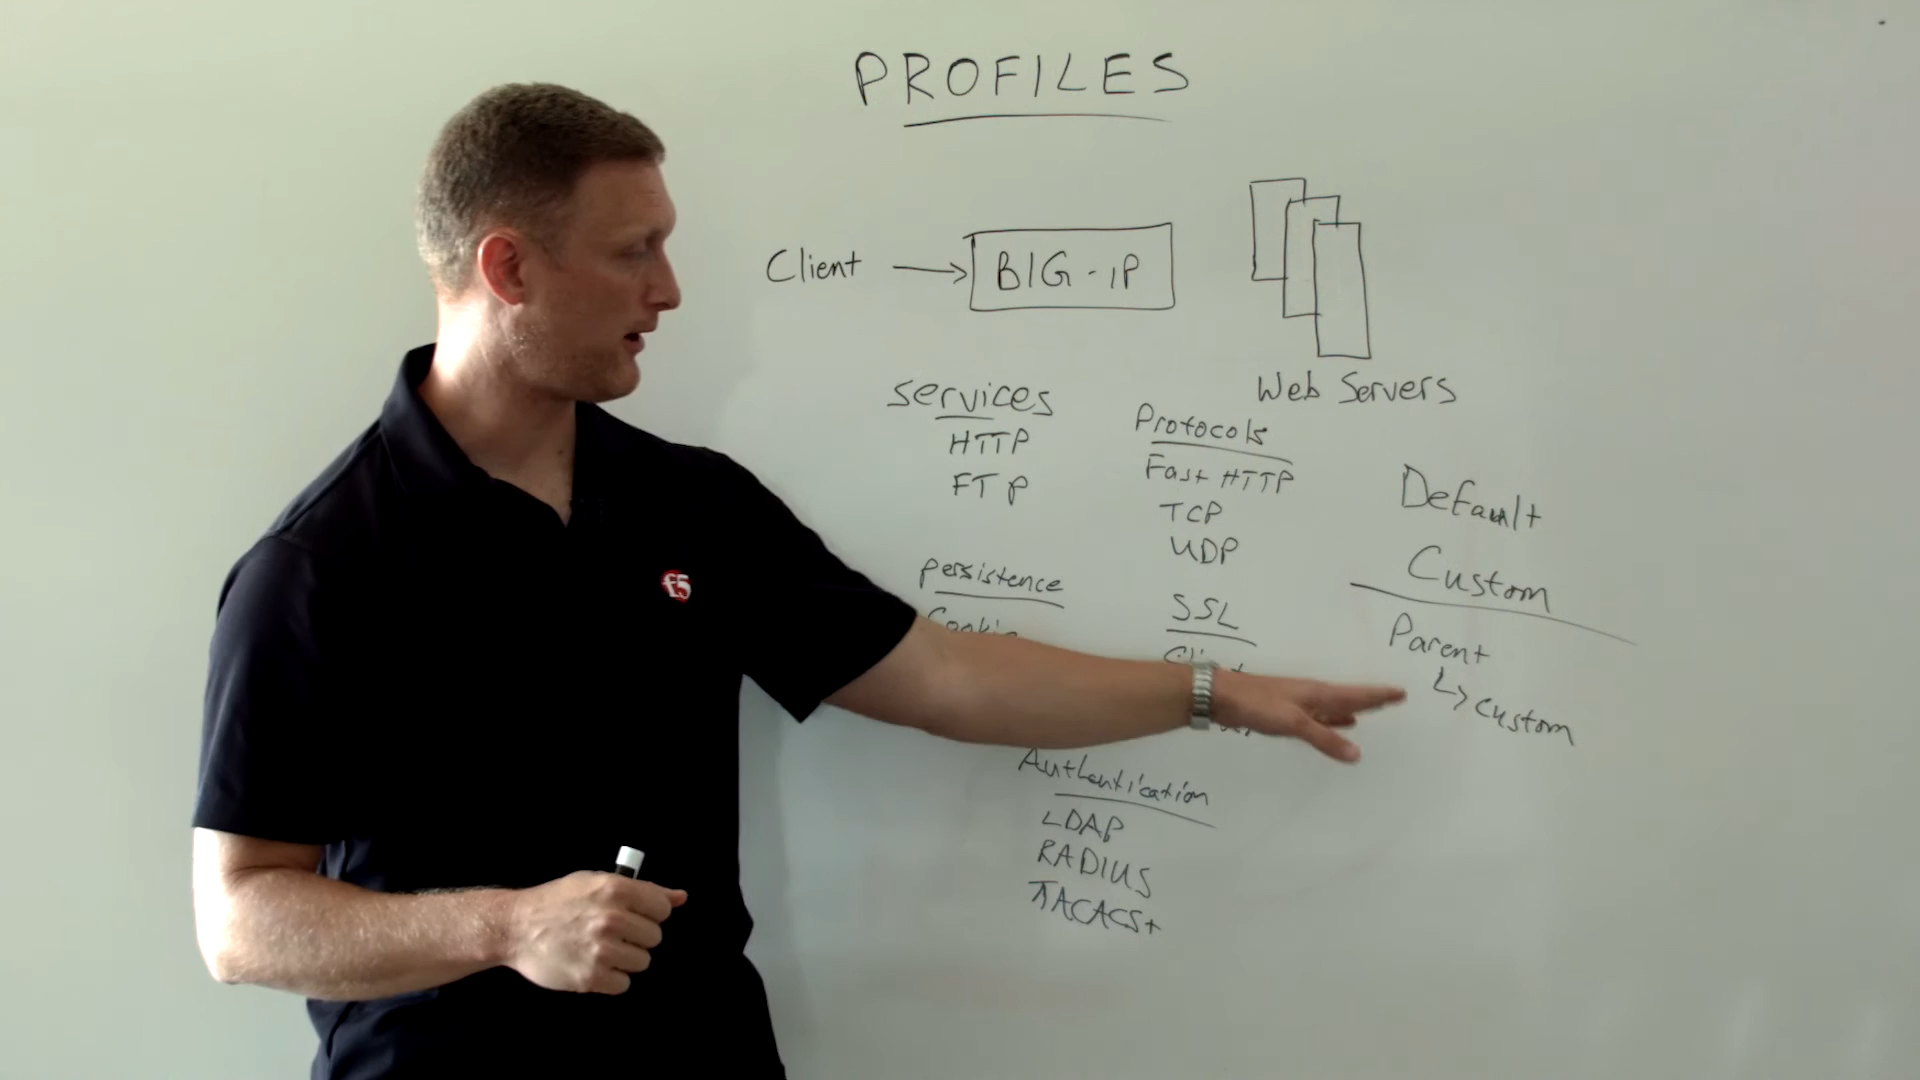 PROFILES
Client
BIG-IP
Web Servers
services
HTTP
FTP
Protocols
Fast HTTP
TCP
UDP
Default
Custom
Parent
custom
persistence
SSL
Authentication
LDAP
RADIUS
TACACS+
f5